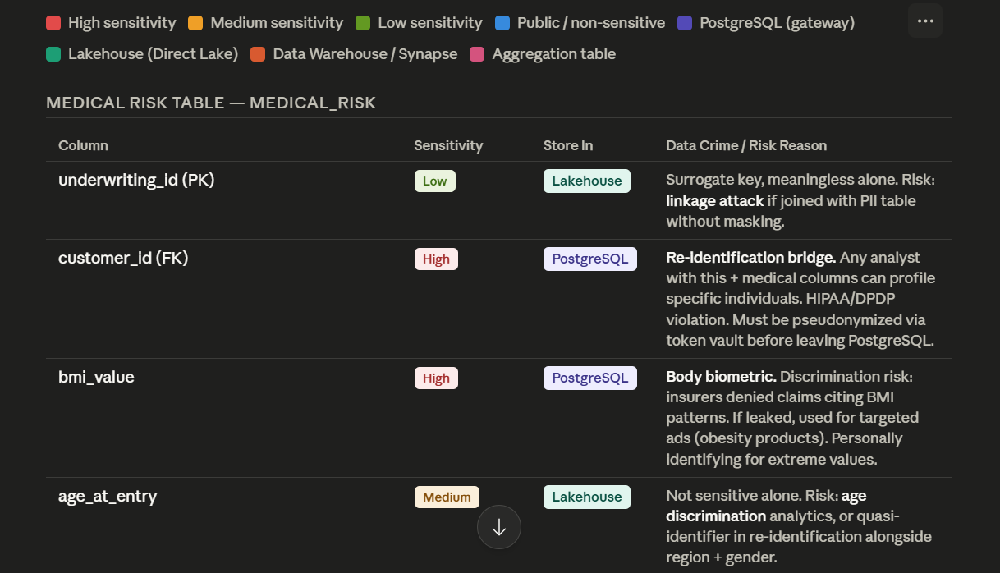 High sensitivity Medium sensitivity Low sensitivity Public / non-sensitive PostgreSQL (gateway)
Lakehouse (Direct Lake) Data Warehouse / Synapse Aggregation table
MEDICAL RISK TABLE — MEDICAL_RISK
Column Sensitivity Store In Data Crime / Risk Reason
underwriting_id (PK) Low Lakehouse Surrogate key, meaningless alone. Risk:
linkage attack if joined with PII table
without masking.
customer_id (FK) High PostgreSQL Re-identification bridge. Any analyst
with this + medical columns can profile
specific individuals. HIPAA/DPDP
violation. Must be pseudonymized via
token vault before leaving PostgreSQL.
bmi_value High PostgreSQL Body biometric. Discrimination risk:
insurers denied claims citing BMI
patterns. If leaked, used for targeted
ads (obesity products). Personally
identifying for extreme values.
age_at_entry Medium Lakehouse Not sensitive alone. Risk: age
discrimination analytics, or quasi-
identifier in re-identification alongside
region + gender.